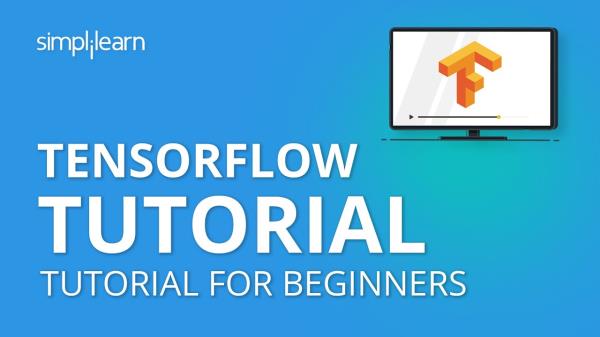 simplilearn
TENSORFLOW
TUTORIAL
TUTORIAL FOR BEGINNERS